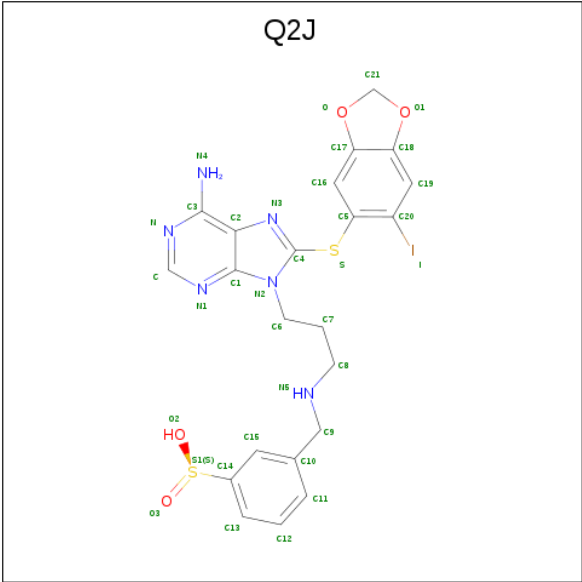 Q2J
C21
O O1
O O
C17 C18
N4
NH₂
C16 C19
C3 N3
N C2 N C5 C20
N
C4 S I
S I
C N1 C1 N2
N N
C6 C7
C8
N5
HN
O2 C9
HO C15
S1(S) C14 C10
S
O3 C11
O
C13 C12